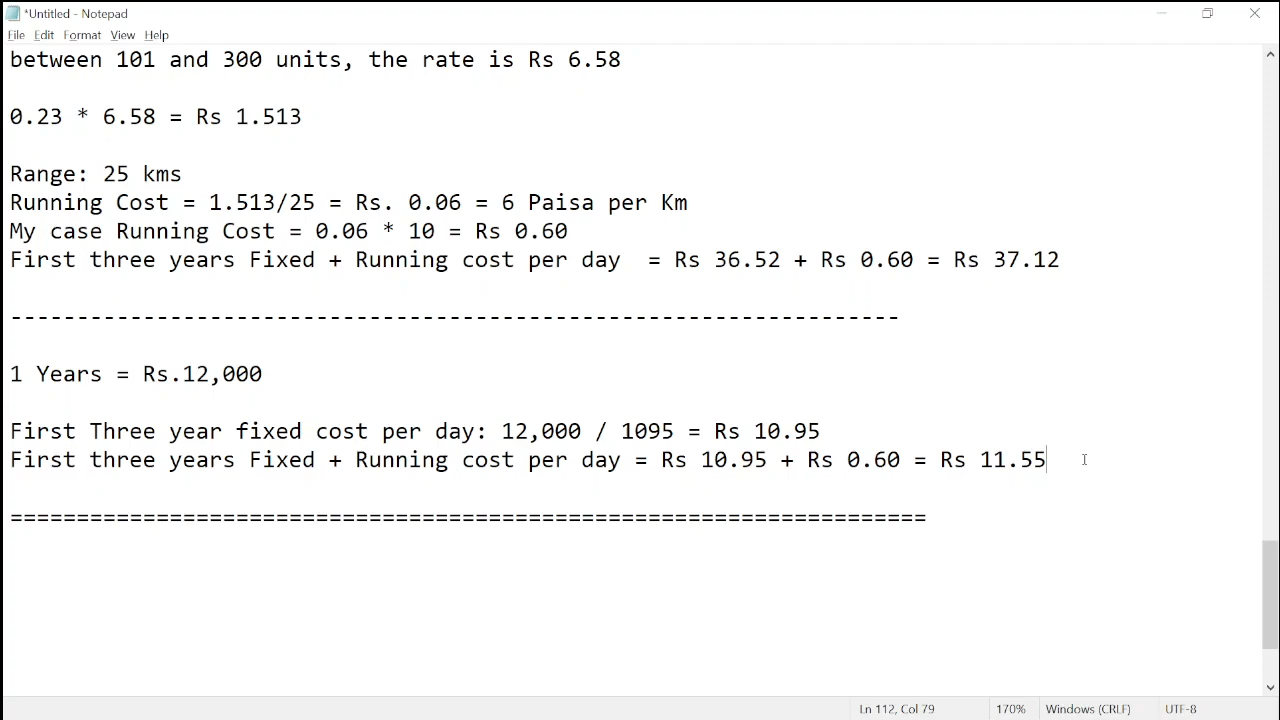 *Untitled - Notepad
File Edit Format View Help
between 101 and 300 units, the rate is Rs 6.58
0.23 * 6.58 = Rs 1.513
Range: 25 kms
Running Cost = 1.513/25 = Rs. 0.06 = 6 Paisa per Km
My case Running Cost = 0.06 * 10 = Rs 0.60
First three years Fixed + Running cost per day  = Rs 36.52 + Rs 0.60 = Rs 37.12
-------------------------------------------------------------------
1 Years = Rs.12,000
First Three year fixed cost per day: 12,000 / 1095 = Rs 10.95
First three years Fixed + Running cost per day = Rs 10.95 + Rs 0.60 = Rs 11.55
=====================================================================
Ln 112, Col 79 170% Windows (CRLF) UTF-8